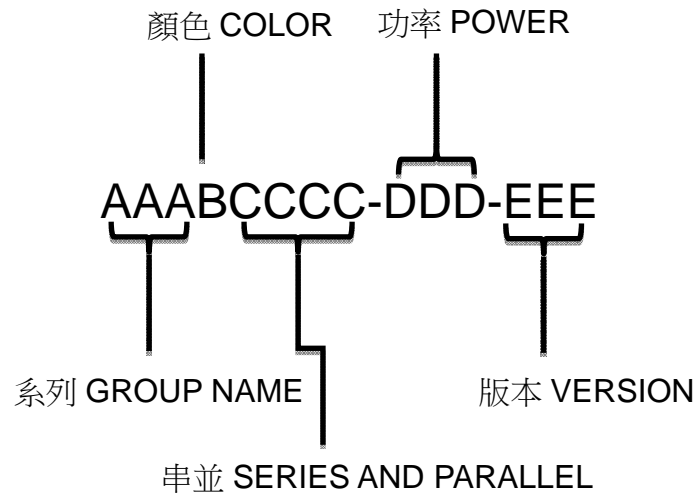 顏色 COLOR 功率 POWER
AAABCCCC-DDD-EEE
系列 GROUP NAME 版本 VERSION
串並 SERIES AND PARALLEL